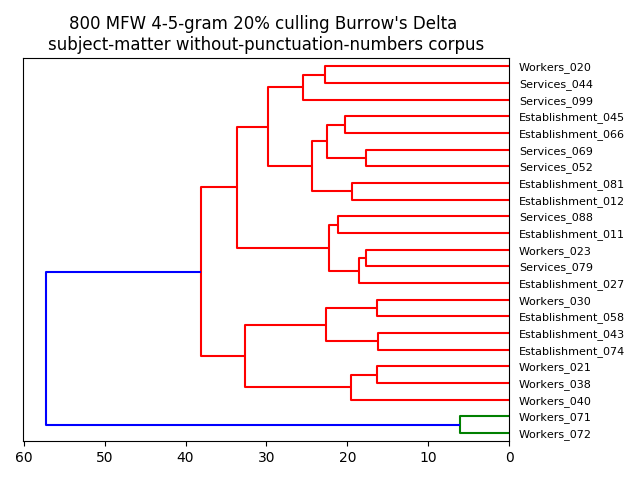 800 MFW 4-5-gram 20% culling Burrow's Delta
subject-matter without-punctuation-numbers corpus
Workers_020
Services_044
Services_099
Establishment_045
Establishment_066
Services_069
Services_052
Establishment_081
Establishment_012
Services_088
Establishment_011
Workers_023
Services_079
Establishment_027
Workers_030
Establishment_058
Establishment_043
Establishment_074
Workers_021
Workers_038
Workers_040
Workers_071
Workers_072
60 50 40 30 20 10 0